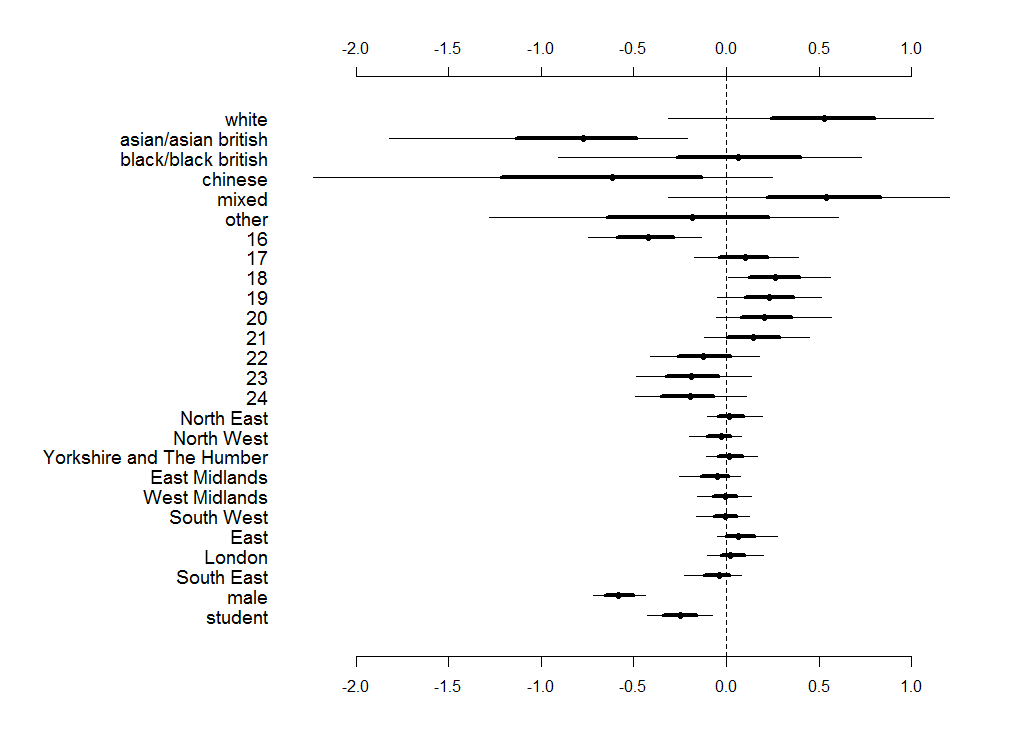 -2.0 -1.5 -1.0 -0.5 0.0 0.5 1.0
white
asian/asian british
black/black british
chinese
mixed
other
16
17
18
19
20
21
22
23
24
North East
North West
Yorkshire and The Humber
East Midlands
West Midlands
South West
East
London
South East
male
student
-2.0 -1.5 -1.0 -0.5 0.0 0.5 1.0